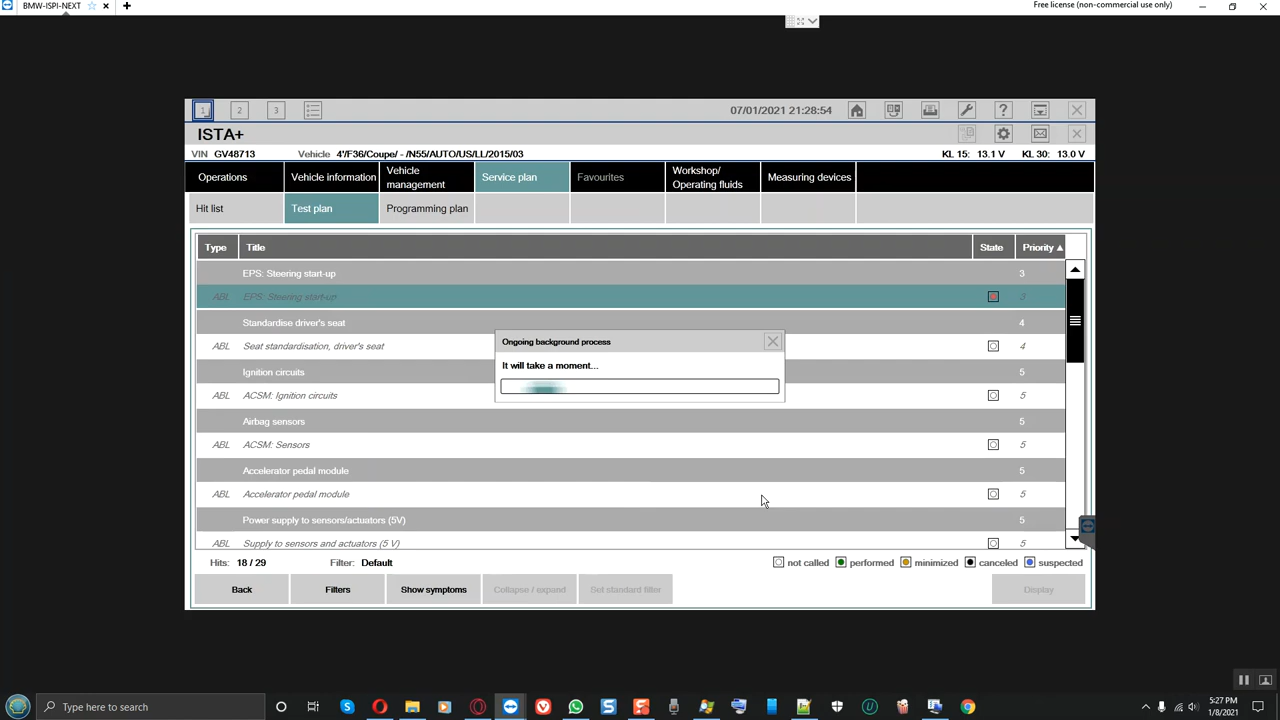 BMW-ISPI-NEXT
Free license (non-commercial use only)
1 2 3
07/01/2021 21:28:54
ISTA+
VIN GV48713 Vehicle 4'/F36/Coupe/ - /N55/AUTO/US/LL/2015/03 KL 15: 13.1 V KL 30: 13.0 V
Operations
Vehicle information
Vehicle
management
Service plan
Favourites
Workshop/
Operating fluids
Measuring devices
Hit list Test plan Programming plan
Type Title State Priority
EPS: Steering start-up 3
ABL EPS: Steering start-up 3
Standardise driver's seat 4
ABL Seat standardisation, driver's seat 4
Ignition circuits 5
ABL ACSM: Ignition circuits 5
Airbag sensors 5
ABL ACSM: Sensors 5
Accelerator pedal module 5
ABL Accelerator pedal module 5
Power supply to sensors/actuators (5V) 5
ABL Supply to sensors and actuators (5 V) 5
Ongoing background process
It will take a moment...
Hits: 18 / 29 Filter: Default not called performed minimized canceled suspected
Back Filters Show symptoms Collapse / expand Set standard filter Display
Type here to search
5:27 PM
1/8/2021